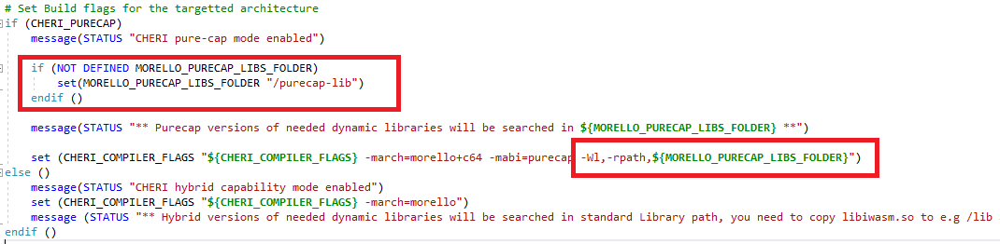 # Set Build flags for the targetted architecture
if (CHERI_PURECAP)
message(STATUS "CHERI pure-cap mode enabled")
if (NOT DEFINED MORELLO_PURECAP_LIBS_FOLDER)
set(MORELLO_PURECAP_LIBS_FOLDER "/purecap-lib")
endif ()
message(STATUS "** Purecap versions of needed dynamic libraries will be searched in ${MORELLO_PURECAP_LIBS_FOLDER} **")
set (CHERI_COMPILER_FLAGS "${CHERI_COMPILER_FLAGS} -march=morello+c64 -mabi=purecap -Wl,-rpath,${MORELLO_PURECAP_LIBS_FOLDER}")
else ()
message(STATUS "CHERI hybrid capability mode enabled")
set (CHERI_COMPILER_FLAGS "${CHERI_COMPILER_FLAGS} -march=morello")
message (STATUS "** Hybrid versions of needed dynamic libraries will be searched in standard Library path, you need to copy libiwasm.so to e.g /lib
endif ()